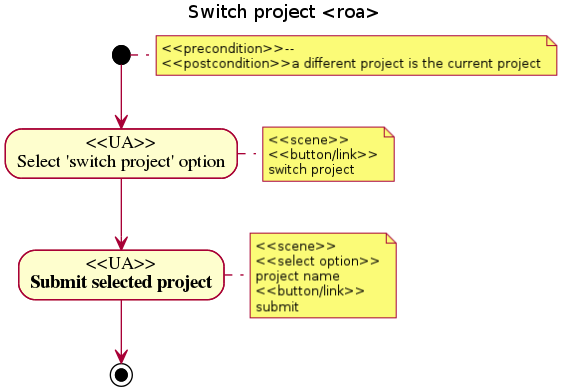 Switch project <roa>
<<precondition>>--
<<postcondition>>a different project is the current project
<<UA>>
Select 'switch project' option
<<scene>>
<<button/link>>
switch project
<<UA>>
Submit selected project
<<scene>>
<<select option>>
project name
<<button/link>>
submit